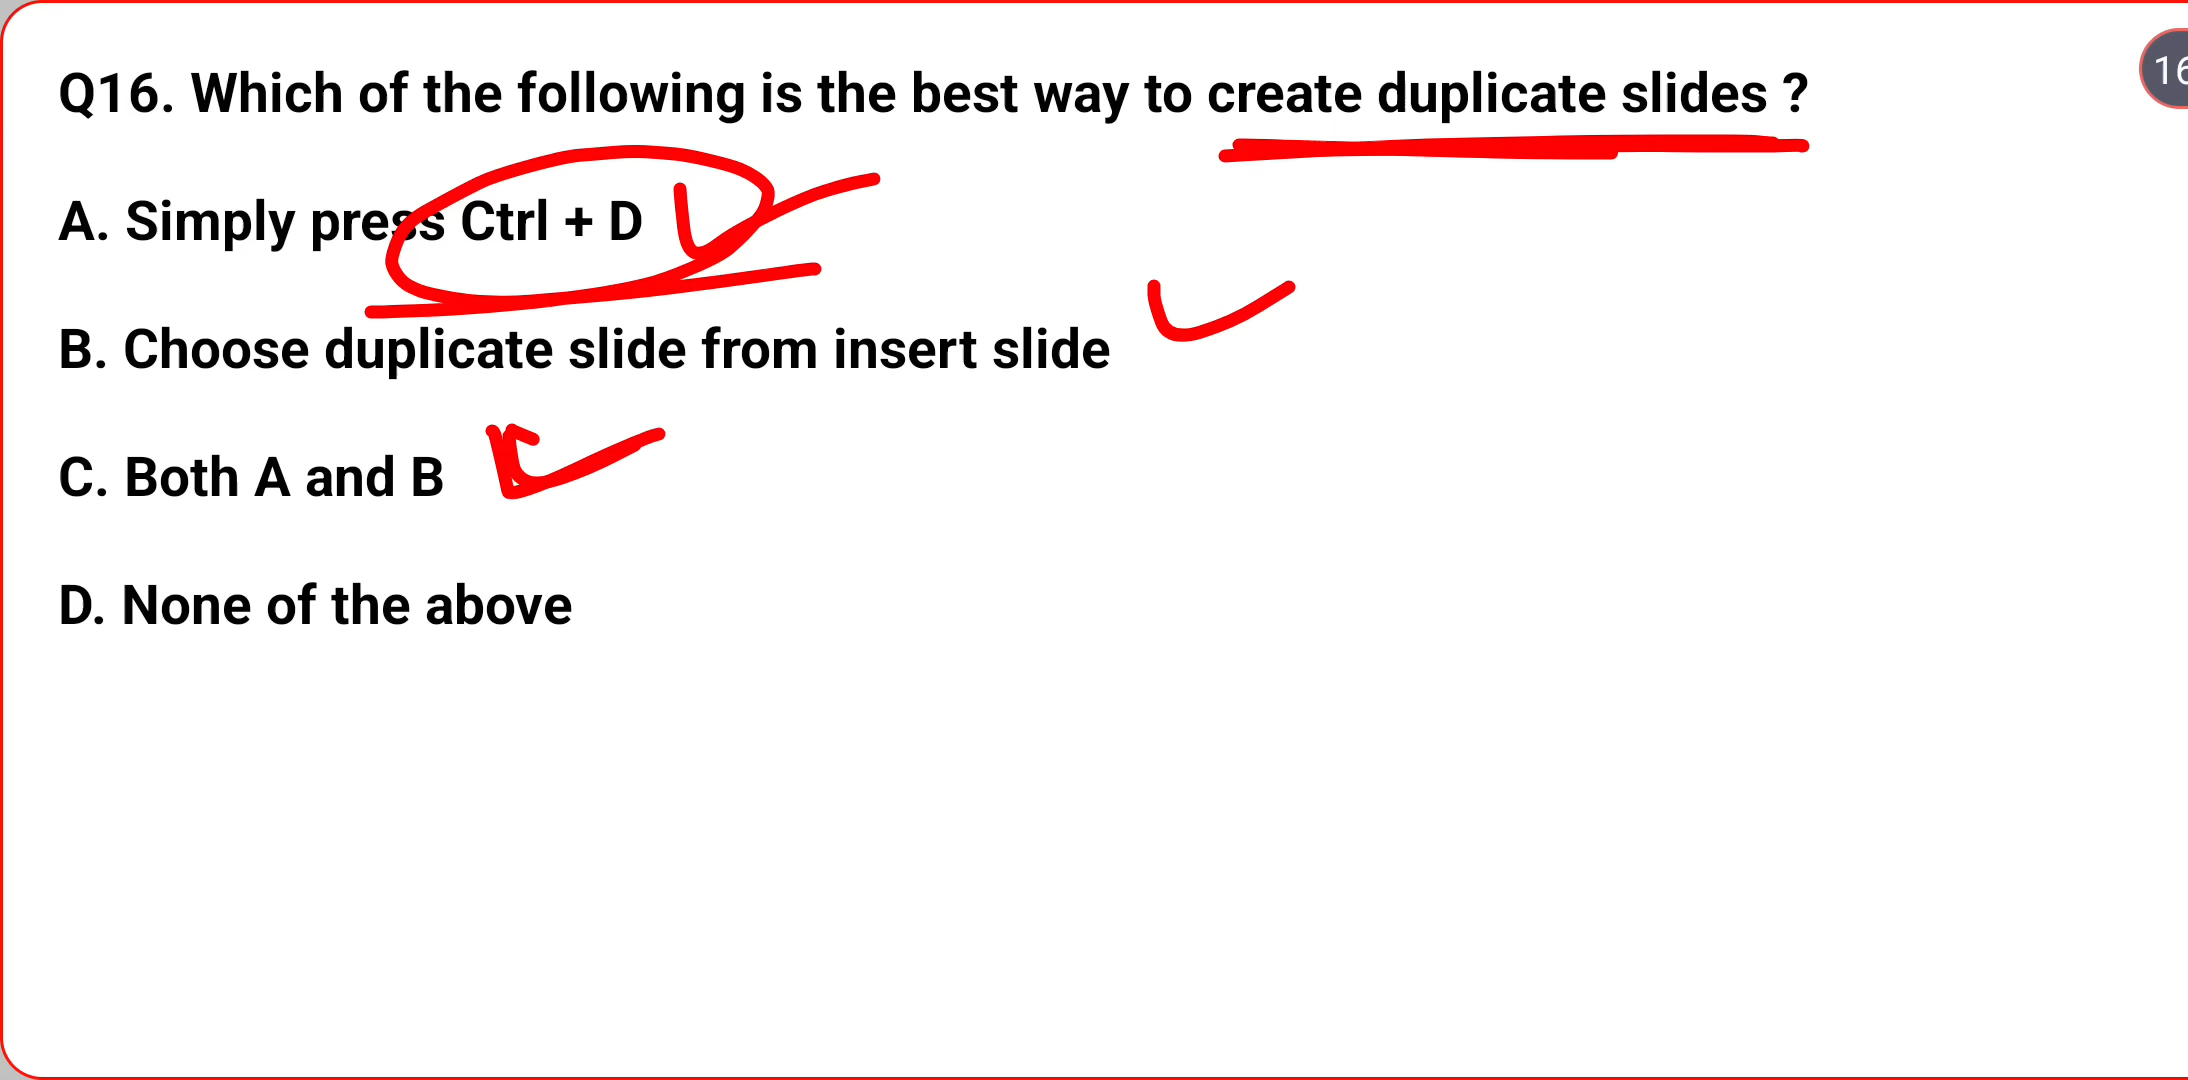 Q16. Which of the following is the best way to create duplicate slides ?
16
A. Simply press Ctrl + D
B. Choose duplicate slide from insert slide
C. Both A and B
D. None of the above